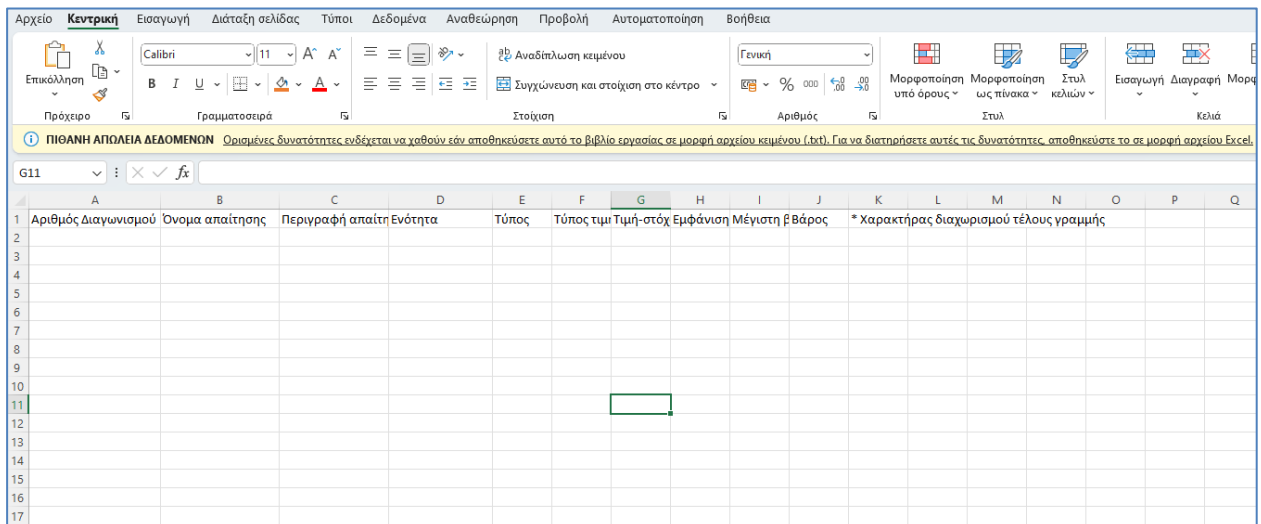 Αρχείο Κεντρική Εισαγωγή Διάταξη σελίδας Τύποι Δεδομένα Αναθεώρηση Προβολή Αυτοματοποίηση Βοήθεια
Calibri 11 A^ A˅ ab Αναδίπλωση κειμένου Γενική
Επικόλληση B I U A Συγχώνευση και στοίχιση στο κέντρο % 000 Μορφοποίηση υπό όρους Μορφοποίηση ως πίνακα Στυλ κελιών Εισαγωγή Διαγραφή Μορφ
Πρόχειρο Γραμματοσειρά Στοίχιση Αριθμός Στυλ Κελιά
ΠΙΘΑΝΗ ΑΠΩΛΕΙΑ ΔΕΔΟΜΕΝΩΝ Ορισμένες δυνατότητες ενδέχεται να χαθούν εάν αποθηκεύσετε αυτό το βιβλίο εργασίας σε μορφή αρχείου κειμένου (.txt). Για να διατηρήσετε αυτές τις δυνατότητες, αποθηκεύστε το σε μορφή αρχείου Excel.
G11 fx
A B C D E F G H I J K L M N O P Q
1 Αριθμός Διαγωνισμού Όνομα απαίτησης Περιγραφή απαίτη Ενότητα Τύπος Τύπος τιμι Τιμή-στόχ Εμφάνιση Μέγιστη β Βάρος * Χαρακτήρας διαχωρισμού τέλους γραμμής
2
3
4
5
6
7
8
9
10
11
12
13
14
15
16
17